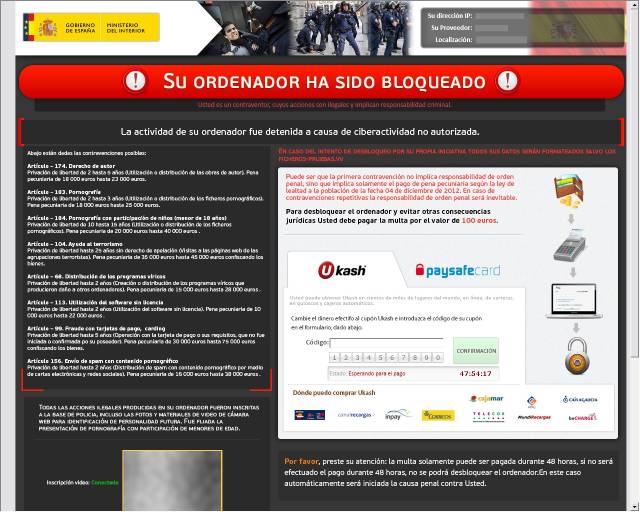 GOBIERNO
DE ESPAÑA
MINISTERIO
DEL INTERIOR
Su dirección IP:
Su Proveedor:
Localización:
SU ORDENADOR HA SIDO BLOQUEADO
Usted es un contraventor, cuyas acciones son ilegales y implican responsabilidad criminal.
La actividad de su ordenador fue detenida a causa de ciberactividad no autorizada.
Abajo están dadas las contravenciones posibles:
Artículo – 174. Derecho de autor
Privación de libertad de 2 hasta 5 años (Utilización o distribución de las obras de autor). Pena
pecuniaria de 18 000 euros hasta 23 000 euros.
Artículo – 183. Pornografía
Privación de libertad de 2 hasta 3 años (Utilización o distribución de los ficheros pornográficos).
Pena pecuniaria de 18 000 euros hasta 25 000 euros.
Artículo – 184. Pornografía con participación de niños (menor de 18 años)
Privación de libertad de 10 hasta 15 años (Utilización o distribución de los ficheros
pornográficos). Pena pecuniaria de 20 000 euros hasta 40 000 euros .
Artículo – 104. Ayuda al terrorismo
Privación de libertad hasta 25 años sin derecho de apelación (Visitas a las páginas web de las
agrupaciones terroristas). Pena pecuniaria de 35 000 euros hasta 45 000 euros confiscando los
bienes.
Artículo – 68. Distribución de los programas víricos
Privación de libertad hasta 2 años (Creación o distribución de los programas víricos que
produciano daño a otros ordenadores). Pena pecuniaria de 15 000 euros hasta 28 000 euros .
Artículo – 113. Utilización del software sin licencia
Privación de libertad hasta 2 años (Utilización del software sin licencia). Pena pecuniaria de 10
000 euros hasta 22 000 euros .
Artículo – 99. Fraude con tarjetas de pago, carding
Privación de libertad hasta 5 años (Operación con la tarjeta de pago o sus requisitos, que no fue
iniciada o confirmada por su poseedor). Pena pecuniaria de 30 000 euros hasta 75 000 euros
confiscando los bienes.
Artículo 156. Envío de spam con contenido pornográfico
Privación de libertad hasta 2 años (Distribución de spam con contenido pornográfico por medio
de cartas electrónicas y redes sociales). Pena pecuniaria de 16 000 euros hasta 38 000 euros .
TODAS LAS ACCIONES ILEGALES PRODUCIDAS EN SU ORDENADOR FUERON INSCRITAS
A LA BASE DE POLICIA, INCLUSO LAS FOTOS Y MATERIALES DE VIDEO DE CÁMARA
WEB PARA IDENTIFICACIÓN DE PERSONALIDAD FUTURA. FUE FIJADA LA
PRESENTACIÓN DE PORNOGRAFÍA CON PARTICIPACIÓN DE MENORES DE EDAD.
Inscripción video: Conectado
EN CASO DEL INTENTO DE DESBLOQUEO POR SU PROPIA INICIATIVA TODOS SUS DATOS SERÁN FORMATEADOS SALVO LOS
FICHEROS-PRUEBAS.VV
Puede ser que la primera contravención no implique responsabilidad de orden
penal, sino que implica solamente el pago de pena pecuniaria según la ley de
lealtad a la población de la fecha 04 de diciembre de 2012. En caso de
contravenciones repetitivas la responsabilidad de orden penal será inevitable.
Para desbloquear el ordenador y evitar otras consecuencias
jurídicas Usted debe pagar la multa por el valor de 100 euros.
Ukash
paysafecard
Usted puede obtener Ukash en cientos de miles de lugares del mundo, en línea, de carteras,
en quioscos y cajeros automáticos.
Cambie el dinero efectifo al cupón Ukash e introduzca el código de su cupón
en el formulario, dado abajo.
Código:
1 2 3 4 5 6 7 8 9 0
CONFIRMACIÓN
Estado: Esperando para el pago
47:54:17
Dónde puedo comprar Ukash
cajamar
CAIXAGALICIA
canalrecargas
inpay
CORREOS
TELECOR
MundiRecargas
beCHARGE
Por favor, preste su atención: la multa solamente puede ser pagada durante 48 horas, si no será
efectuado el pago durante 48 horas, no se podrá desbloquear el ordenador.En este caso
automáticamente será iniciada la causa penal contra Usted.